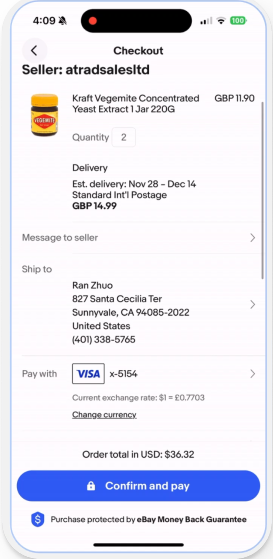 4:09
100
Checkout
Seller: atradsalesltd
Kraft Vegemite Concentrated GBP 11.90
Yeast Extract 1 Jar 220G
VEGEMITE
Quantity 2
Delivery
Est. delivery: Nov 28 – Dec 14
Standard Int'l Postage
GBP 14.99
Message to seller
Ship to
Ran Zhuo
827 Santa Cecilia Ter
Sunnyvale, CA 94085-2022
United States
(401) 338-5765
Pay with VISA x-5154
Current exchange rate: $1 = £0.7703
Change currency
Order total in USD: $36.32
Confirm and pay
Purchase protected by eBay Money Back Guarantee